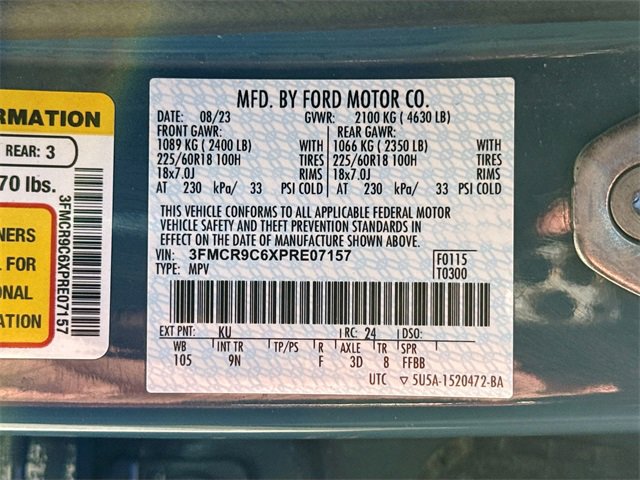 MFD. BY FORD MOTOR CO.
DATE: 08/23 GVWR: 2100 KG ( 4630 LB)
FRONT GAWR: REAR GAWR:
1089 KG ( 2400 LB) WITH 1066 KG ( 2350 LB) WITH
225/60R18 100H TIRES 225/60R18 100H TIRES
18x7.0J RIMS 18x7.0J RIMS
AT 230 kPa/ 33 PSI COLD AT 230 kPa/ 33 PSI COLD
THIS VEHICLE CONFORMS TO ALL APPLICABLE FEDERAL MOTOR
VEHICLE SAFETY AND THEFT PREVENTION STANDARDS IN
EFFECT ON THE DATE OF MANUFACTURE SHOWN ABOVE.
VIN: 3FMCR9C6XPRE07157 F0115
TYPE: MPV T0300
EXT PNT: KU RC: 24 DSO:
WB INT TR TP/PS R AXLE TR SPR
105 9N F 3D 8 FFBB
UTC ▽ 5U5A-1520472-BA
RMATION
REAR: 3
70 lbs.
NERS
L FOR
ONAL
ATION
3FMCR9C6XPRE07157